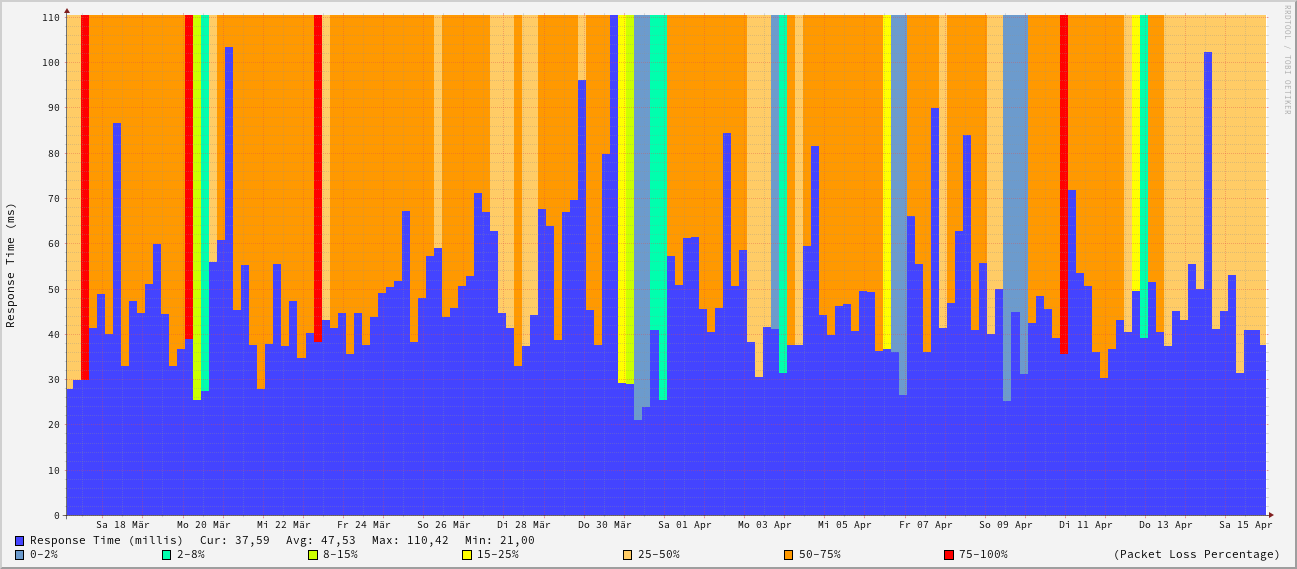 RRDTOOL / TOBI OETIKER
Response Time (ms)
110
100
90
80
70
60
50
40
30
20
10
0
Sa 18 Mär Mo 20 Mär Mi 22 Mär Fr 24 Mär So 26 Mär Di 28 Mär Do 30 Mär Sa 01 Apr Mo 03 Apr Mi 05 Apr Fr 07 Apr So 09 Apr Di 11 Apr Do 13 Apr Sa 15 Apr
Response Time (millis) Cur: 37,59 Avg: 47,53 Max: 110,42 Min: 21,00
0-2% 2-8% 8-15% 15-25% 25-50% 50-75% 75-100% (Packet Loss Percentage)